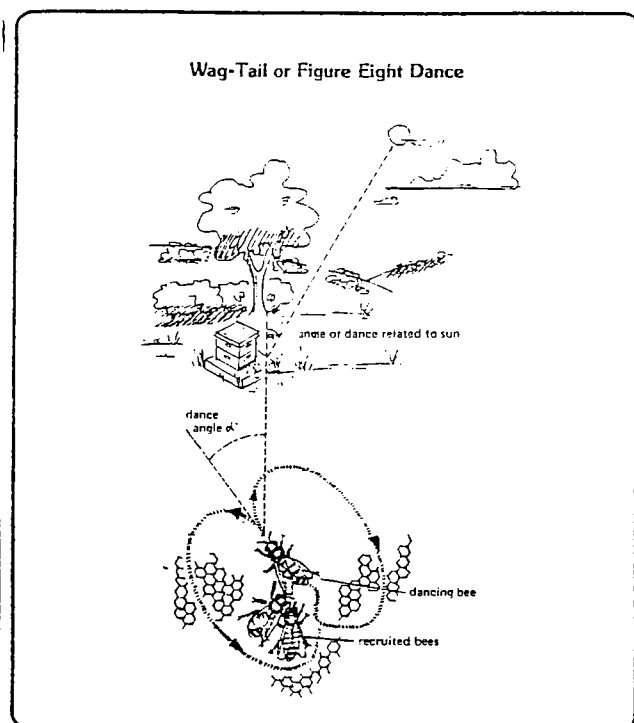 Wag-Tail or Figure Eight Dance
angle of dance related to sun
dance
angle α
dancing bee
recruited bees